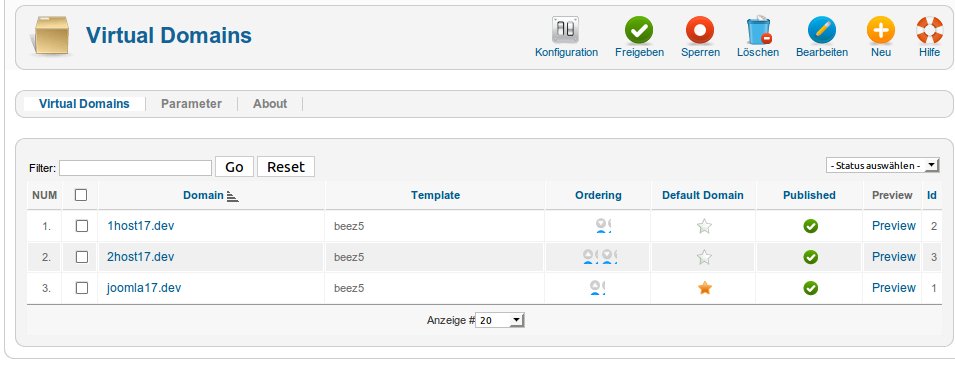 Virtual Domains
Konfiguration Freigeben Sperren Löschen Bearbeiten Neu Hilfe
Virtual Domains Parameter About
Filter: Go Reset - Status auswählen -
NUM Domain Template Ordering Default Domain Published Preview Id
1. 1host17.dev beez5 Preview 2
2. 2host17.dev beez5 Preview 3
3. joomla17.dev beez5 Preview 1
Anzeige # 20